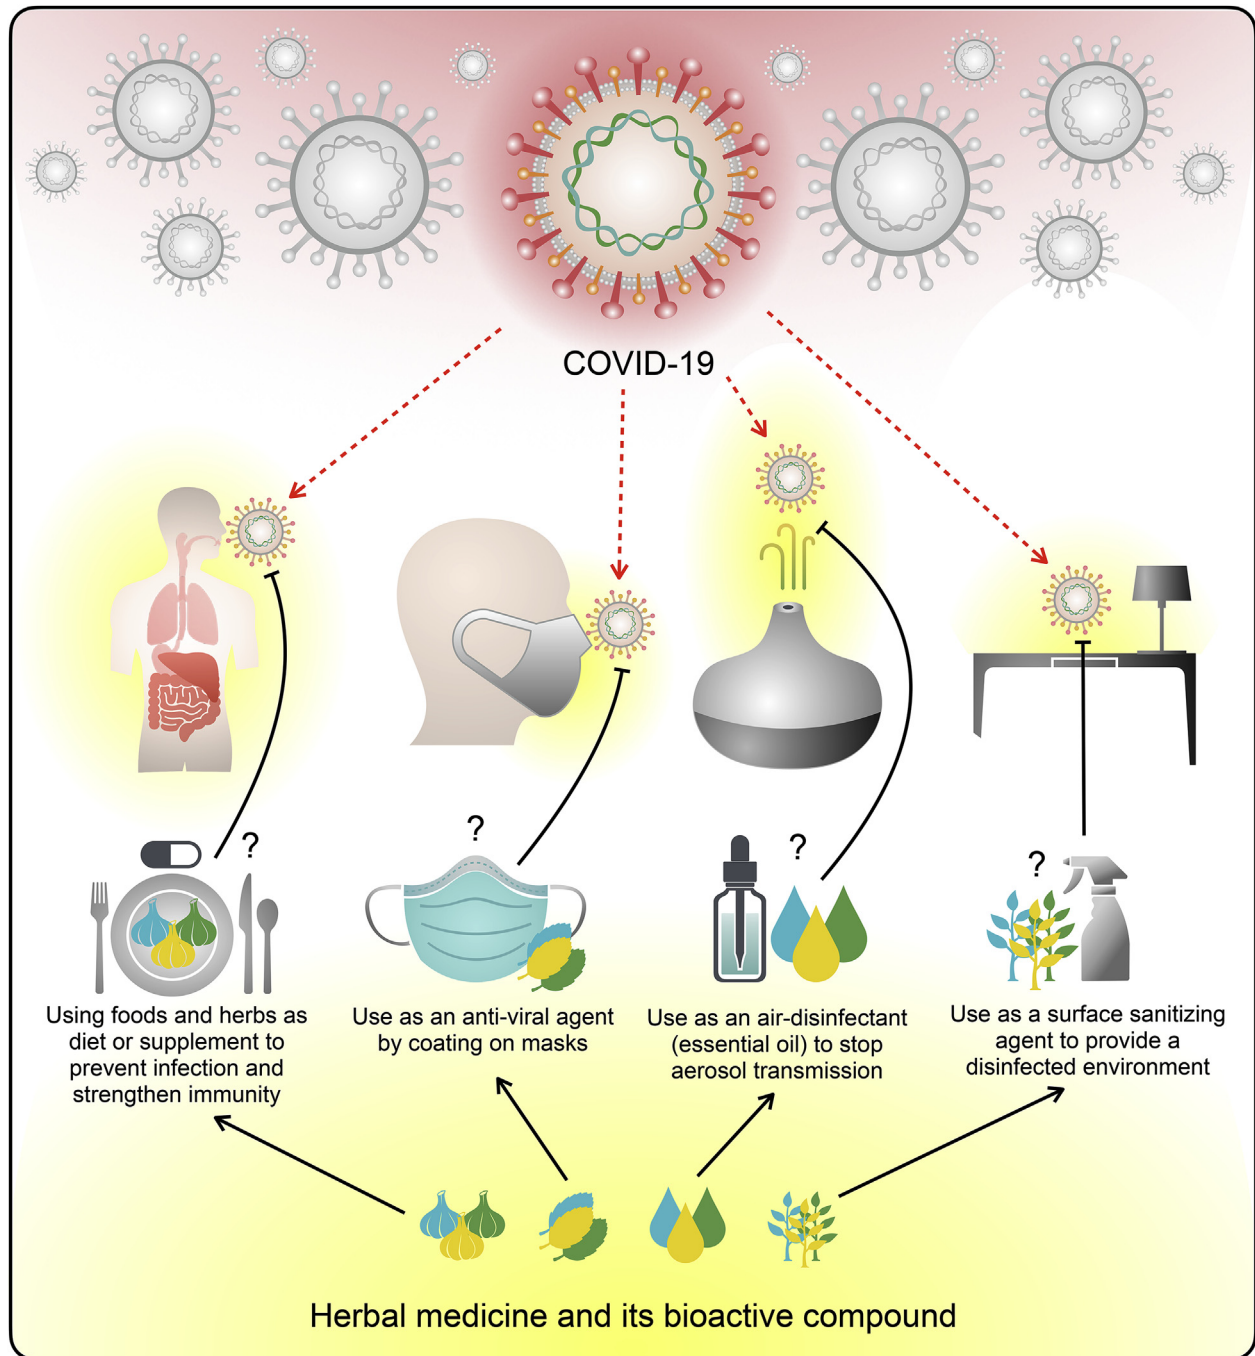 COVID-19
?
?
?
?
Using foods and herbs as
diet or supplement to
prevent infection and
strengthen immunity
Use as an anti-viral agent
by coating on masks
Use as an air-disinfectant
(essential oil) to stop
aerosol transmission
Use as a surface sanitizing
agent to provide a
disinfected environment
Herbal medicine and its bioactive compound